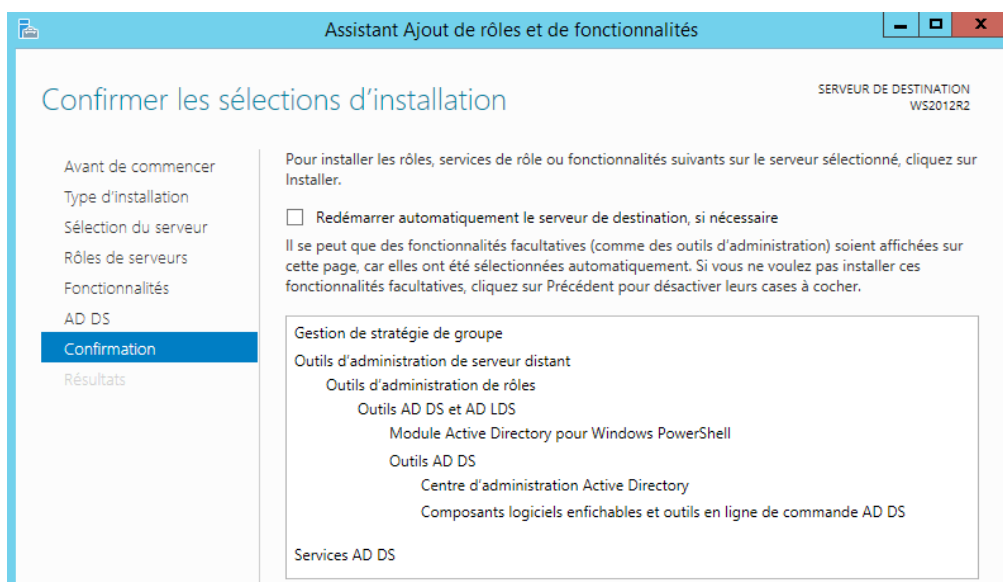 Assistant Ajout de rôles et de fonctionnalités
Confirmer les sélections d'installation
SERVEUR DE DESTINATION
WS2012R2
Avant de commencer
Type d'installation
Sélection du serveur
Rôles de serveurs
Fonctionnalités
AD DS
Confirmation
Résultats
Pour installer les rôles, services de rôle ou fonctionnalités suivants sur le serveur sélectionné, cliquez sur
Installer.
Redémarrer automatiquement le serveur de destination, si nécessaire
Il se peut que des fonctionnalités facultatives (comme des outils d'administration) soient affichées sur
cette page, car elles ont été sélectionnées automatiquement. Si vous ne voulez pas installer ces
fonctionnalités facultatives, cliquez sur Précédent pour désactiver leurs cases à cocher.
Gestion de stratégie de groupe
Outils d'administration de serveur distant
Outils d'administration de rôles
Outils AD DS et AD LDS
Module Active Directory pour Windows PowerShell
Outils AD DS
Centre d'administration Active Directory
Composants logiciels enfichables et outils en ligne de commande AD DS
Services AD DS